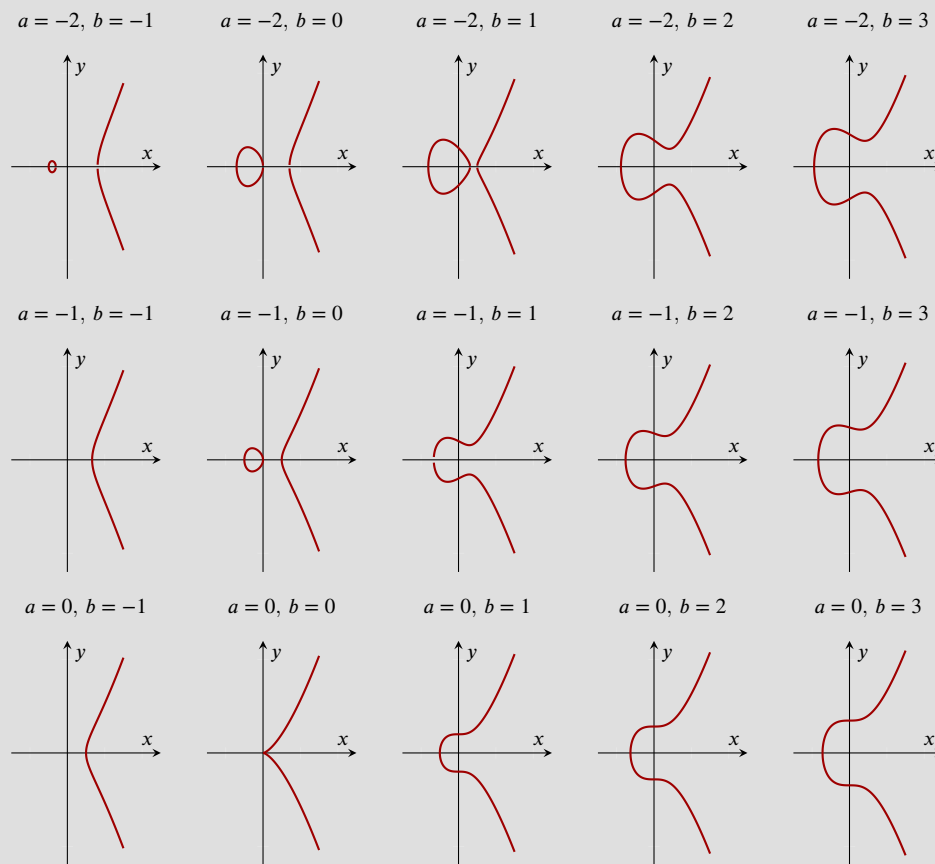 a = −2, b = −1 a = −2, b = 0 a = −2, b = 1 a = −2, b = 2 a = −2, b = 3
y y y y y
x x x x x
a = −1, b = −1 a = −1, b = 0 a = −1, b = 1 a = −1, b = 2 a = −1, b = 3
y y y y y
x x x x x
a = 0, b = −1 a = 0, b = 0 a = 0, b = 1 a = 0, b = 2 a = 0, b = 3
y y y y y
x x x x x